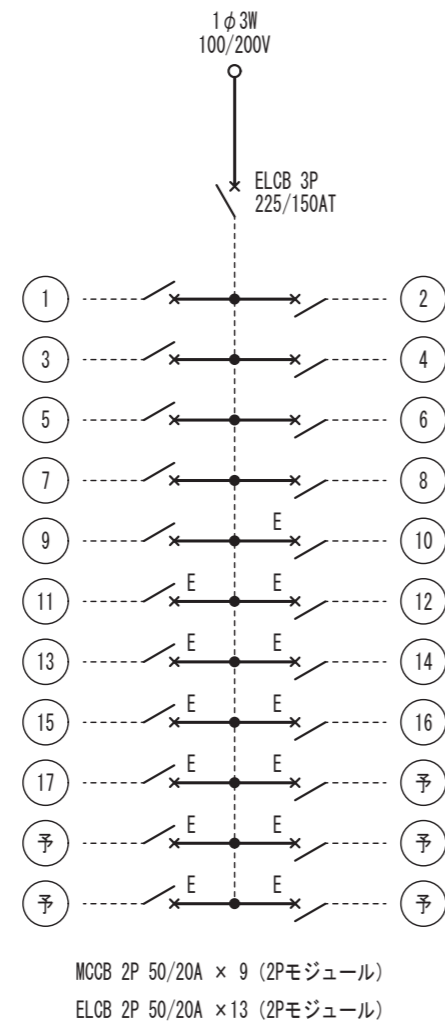 1φ3W
100/200V
ELCB 3P
225/150AT
1 2
3 4
5 6
7 8
9 E 10
11 E E 12
13 E E 14
15 E E 16
17 E E 予
予 E E 予
予 E E 予
MCCB 2P 50/20A × 9 (2Pモジュール)
ELCB 2P 50/20A ×13 (2Pモジュール)